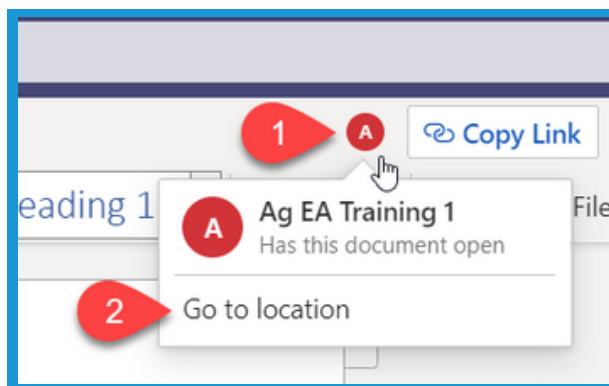 1
A
Copy Link
eading 1
A
Ag EA Training 1
Has this document open
File
2
Go to location